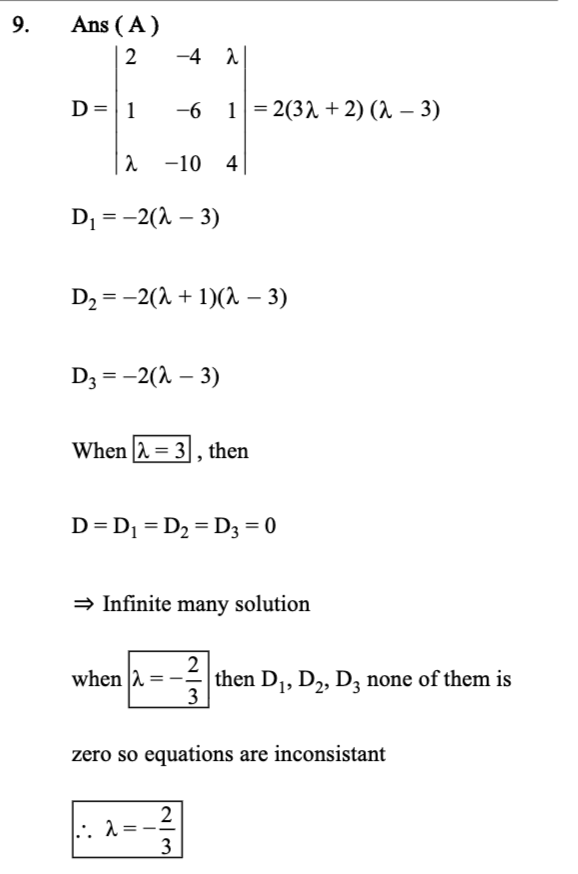 9. Ans ( A )
D = | 2 −4 λ |
| 1 −6 1 | = 2(3λ + 2) (λ − 3)
| λ −10 4 |
D₁ = −2(λ − 3)
D₂ = −2(λ + 1)(λ − 3)
D₃ = −2(λ − 3)
When λ = 3 , then
D = D₁ = D₂ = D₃ = 0
⇒ Infinite many solution
when λ = −2/3 then D₁, D₂, D₃ none of them is
zero so equations are inconsistant
∴ λ = −2/3